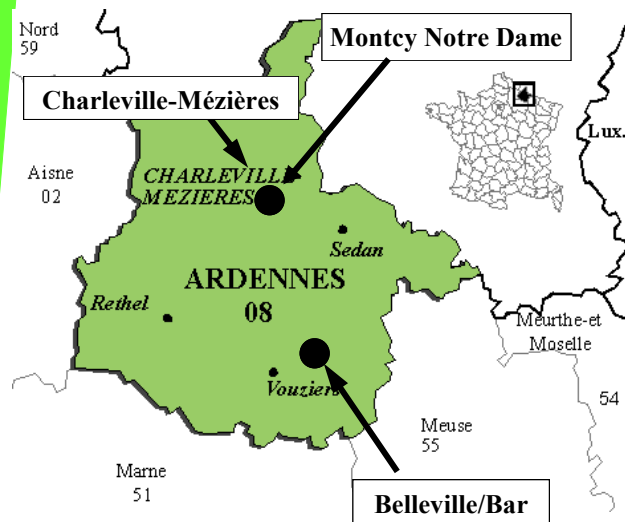 Nord
59
Montcy Notre Dame
Charleville-Mézières
Lux.
Aisne
02
CHARLEVILLE
MEZIERES
Sedan
ARDENNES
08
Rethel
Meurthe-et
Moselle
Vouziers
54
Meuse
55
Marne
51
Belleville/Bar